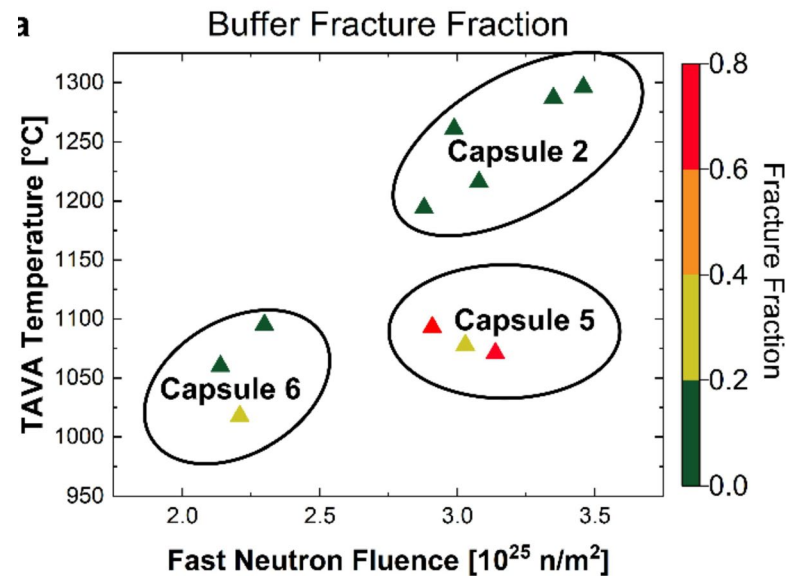 a
Buffer Fracture Fraction
TAVA Temperature [°C]
1300
1250
1200
1150
1100
1050
1000
950
2.0 2.5 3.0 3.5
Fast Neutron Fluence [10²⁵ n/m²]
Capsule 2
Capsule 5
Capsule 6
0.8
0.6
0.4
0.2
0.0
Fracture Fraction